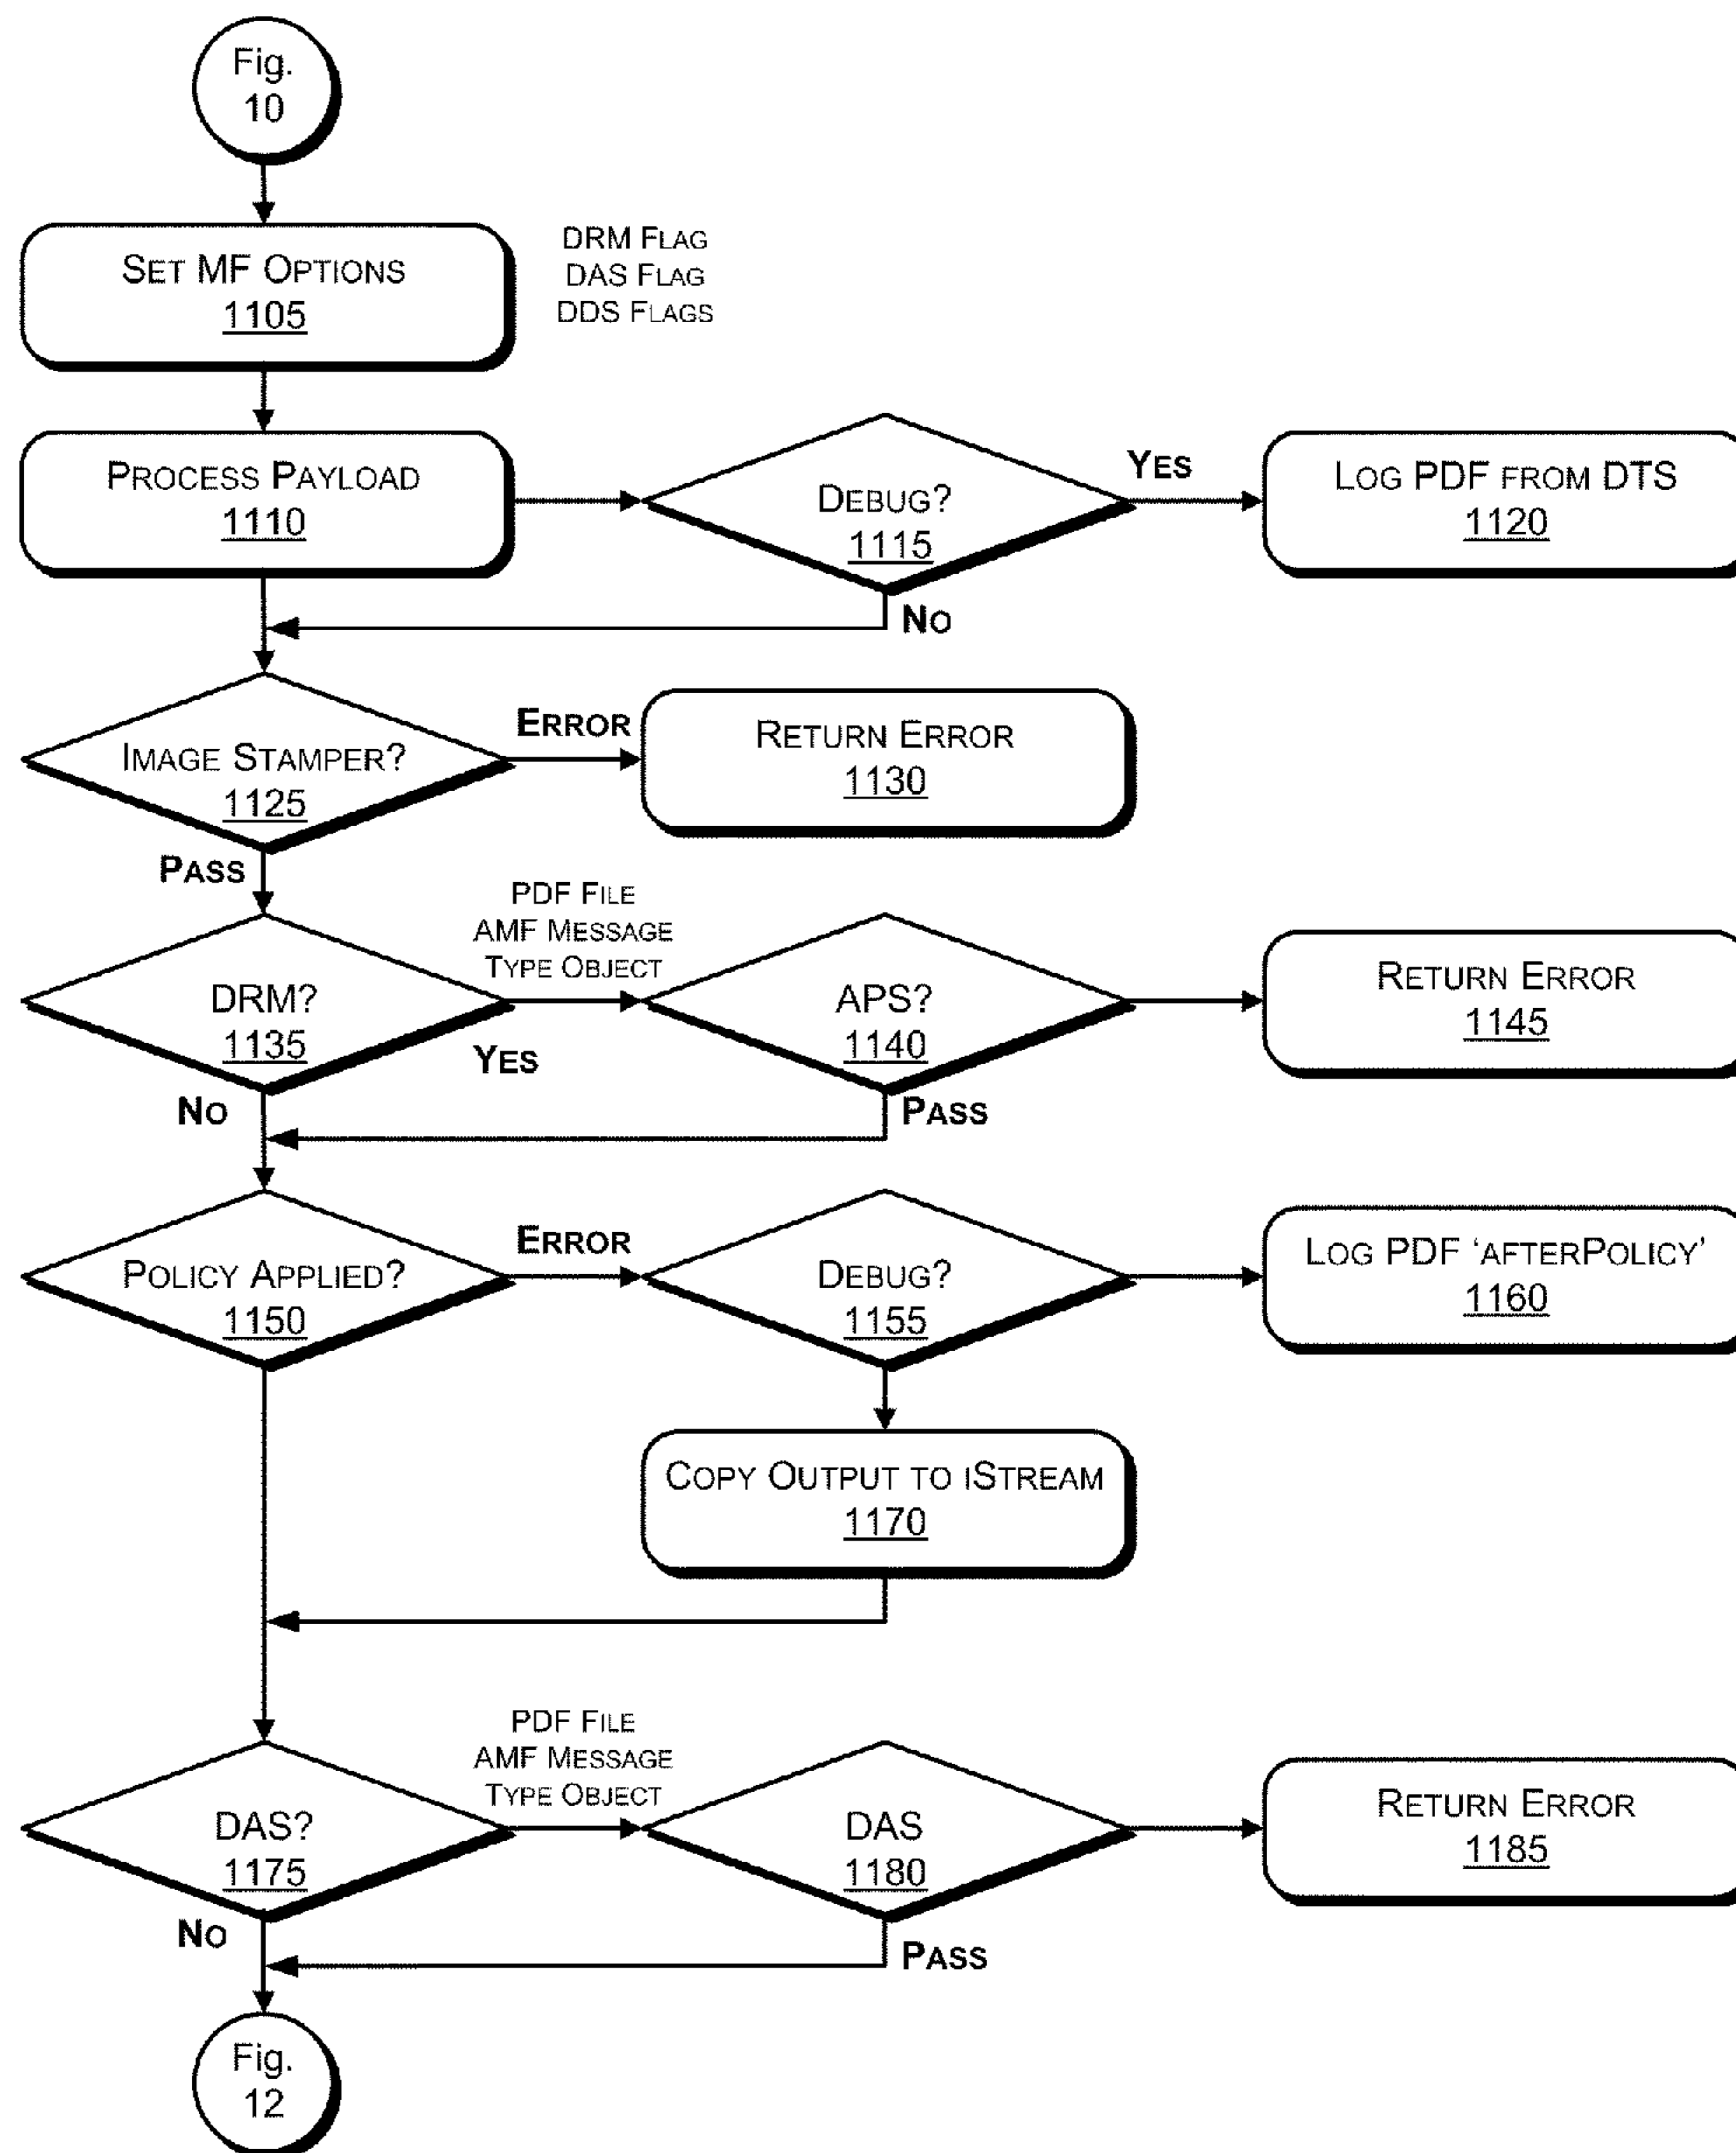 Fig.
10
SET MF OPTIONS
1105
DRM FLAG
DAS FLAG
DDS FLAGS
PROCESS PAYLOAD
1110
DEBUG?
1115
YES
NO
LOG PDF FROM DTS
1120
IMAGE STAMPER?
1125
ERROR
PASS
RETURN ERROR
1130
DRM?
1135
PDF FILE
AMF MESSAGE
TYPE OBJECT
YES
NO
APS?
1140
PASS
RETURN ERROR
1145
POLICY APPLIED?
1150
ERROR
DEBUG?
1155
LOG PDF ‘AFTERPOLICY’
1160
COPY OUTPUT TO ISTREAM
1170
DAS?
1175
NO
PDF FILE
AMF MESSAGE
TYPE OBJECT
DAS
1180
PASS
RETURN ERROR
1185
Fig.
12